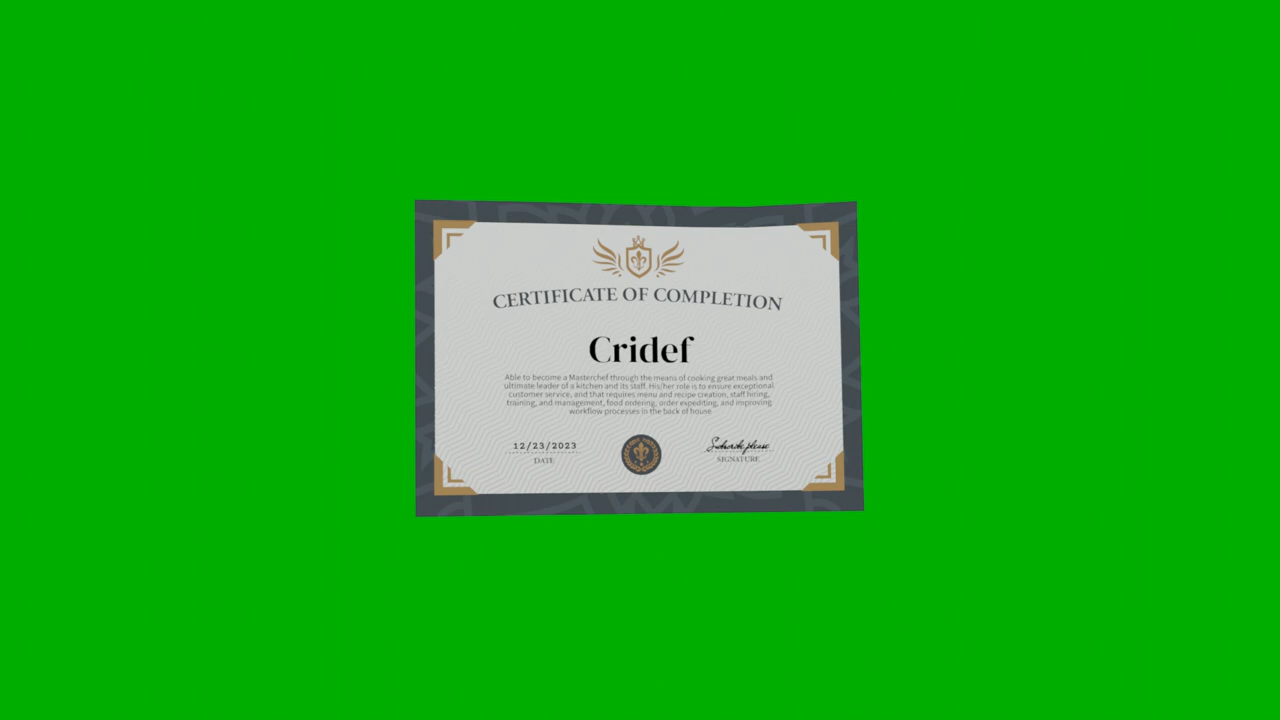 CERTIFICATE OF COMPLETION
Cridef
Able to become a Masterchef through the means of cooking great meals and
ultimate leader of a kitchen and its staff. His/her role is to ensure exceptional
customer service, and that requires menu and recipe creation, staff hiring,
training, and management, food ordering, order expediting, and improving
workflow processes in the back of house.
12/23/2023
DATE
SIGNATURE